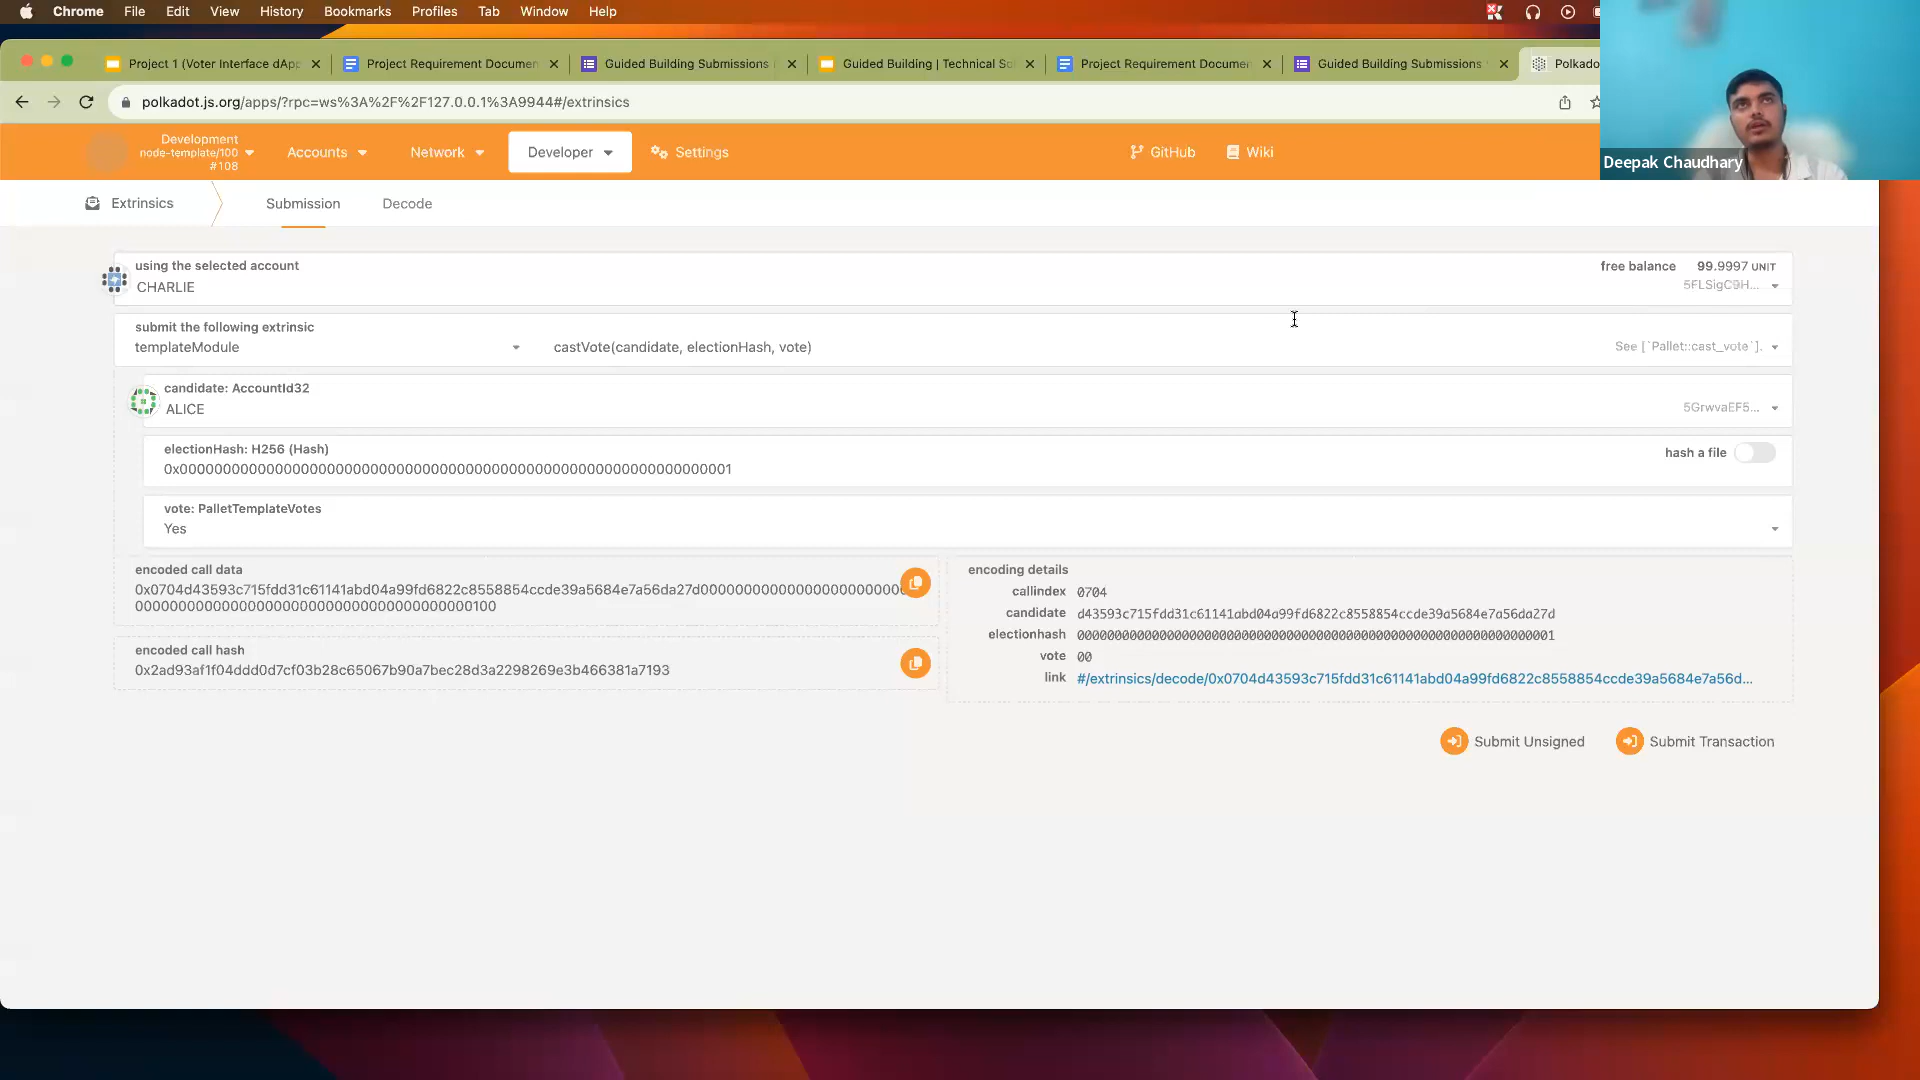 Chrome File Edit View History Bookmarks Profiles Tab Window Help
Project 1 (Voter Interface dApp Project Requirement Documen Guided Building Submissions Guided Building | Technical So Project Requirement Documen Guided Building Submissions Polkado
polkadot.js.org/apps/?rpc=ws%3A%2F%2F127.0.0.1%3A9944#/extrinsics
Development
node-template/100
#108
Accounts Network Developer Settings GitHub Wiki
Deepak Chaudhary
Extrinsics Submission Decode
using the selected account
CHARLIE
free balance 99.9997 UNIT
5FLSigC9H...
submit the following extrinsic
templateModule castVote(candidate, electionHash, vote) See [`Pallet::cast_vote`].
candidate: AccountId32
ALICE 5GrwvaEF5...
electionHash: H256 (Hash)
0x0000000000000000000000000000000000000000000000000000000000000001
hash a file
vote: PalletTemplateVotes
Yes
encoded call data
0x0704d43593c715fdd31c61141abd04a99fd6822c8558854ccde39a5684e7a56da27d00000000000000000000000
00000000000000000000000000000000000000000100
encoded call hash
0x2ad93af1f04ddd0d7cf03b28c65067b90a7bec28d3a2298269e3b466381a7193
encoding details
callindex 0704
candidate d43593c715fdd31c61141abd04a99fd6822c8558854ccde39a5684e7a56da27d
electionhash 0000000000000000000000000000000000000000000000000000000000000001
vote 00
link #/extrinsics/decode/0x0704d43593c715fdd31c61141abd04a99fd6822c8558854ccde39a5684e7a56d...
Submit Unsigned Submit Transaction